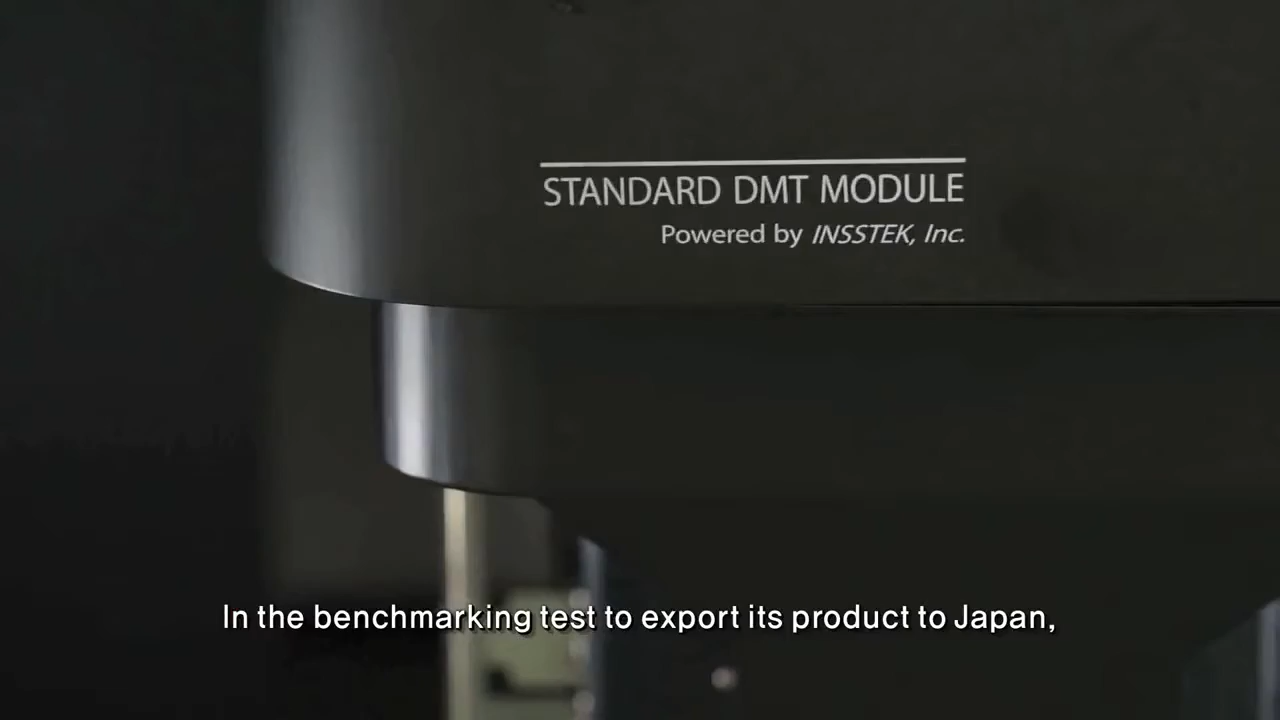 STANDARD DMT MODULE
Powered by INSSTEK, Inc.
In the benchmarking test to export its product to Japan,